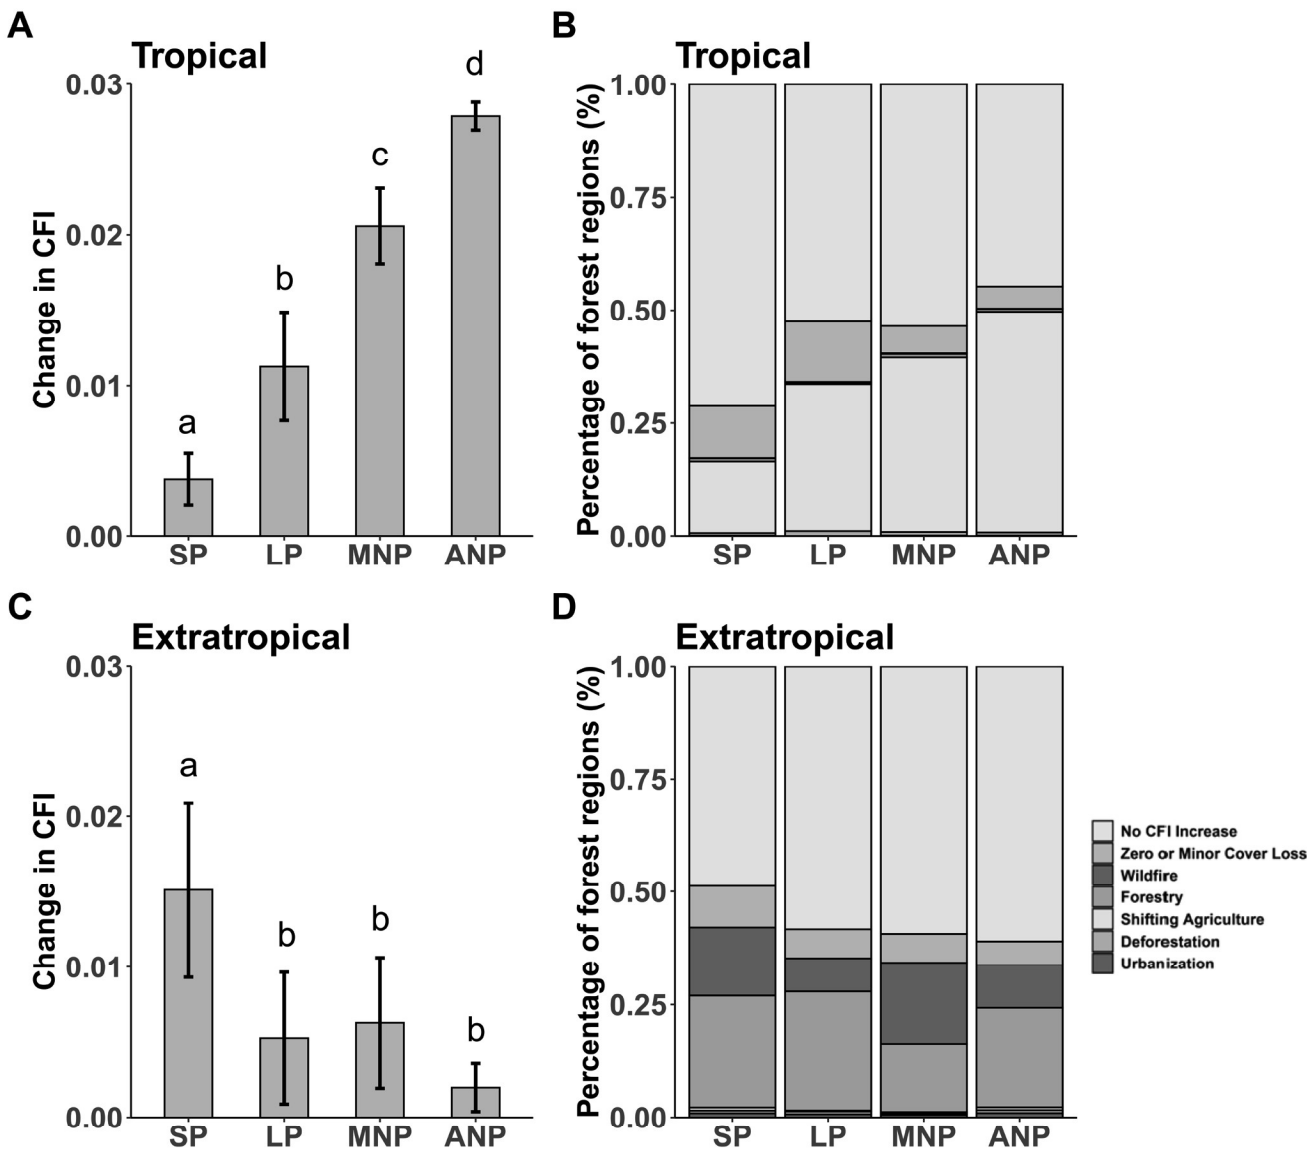 A
Tropical
Change in CFI
0.03
0.02
0.01
0.00
a
b
c
d
SP
LP
MNP
ANP
B
Tropical
Percentage of forest regions (%)
1.00
0.75
0.50
0.25
0.00
SP
LP
MNP
ANP
C
Extratropical
Change in CFI
0.03
0.02
0.01
0.00
a
b
b
b
SP
LP
MNP
ANP
D
Extratropical
Percentage of forest regions (%)
1.00
0.75
0.50
0.25
0.00
SP
LP
MNP
ANP
No CFI Increase
Zero or Minor Cover Loss
Wildfire
Forestry
Shifting Agriculture
Deforestation
Urbanization